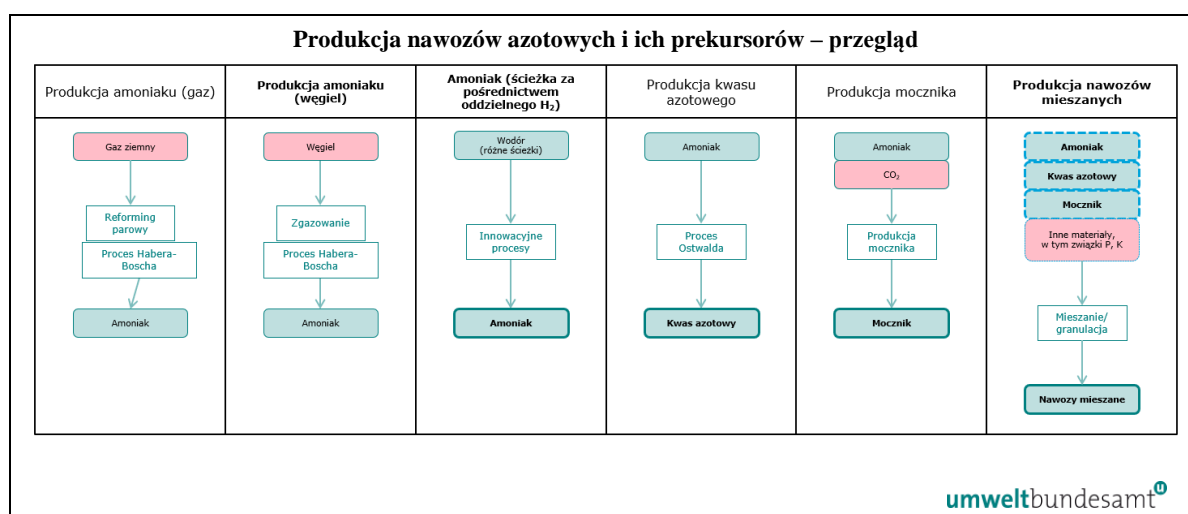 Produkcja nawozów azotowych i ich prekursorów – przegląd
Produkcja amoniaku (gaz)
Gaz ziemny
Reforming
parowy
Proces Habera-
Boscha
Amoniak
Produkcja amoniaku
(węgiel)
Węgiel
Zgazowanie
Proces Habera-
Boscha
Amoniak
Amoniak (ścieżka za
pośrednictwem
oddzielnego H₂)
Wodór
(różne ścieżki)
Innowacyjne
procesy
Amoniak
Produkcja kwasu
azotowego
Amoniak
Proces
Ostwalda
Kwas azotowy
Produkcja mocznika
Amoniak
CO₂
Produkcja
mocznika
Mocznik
Produkcja nawozów
mieszanych
Amoniak
Kwas azotowy
Mocznik
Inne materiały,
w tym związki P, K
Mieszanie/
granulacja
Nawozy mieszane
umweltbundesamt
u